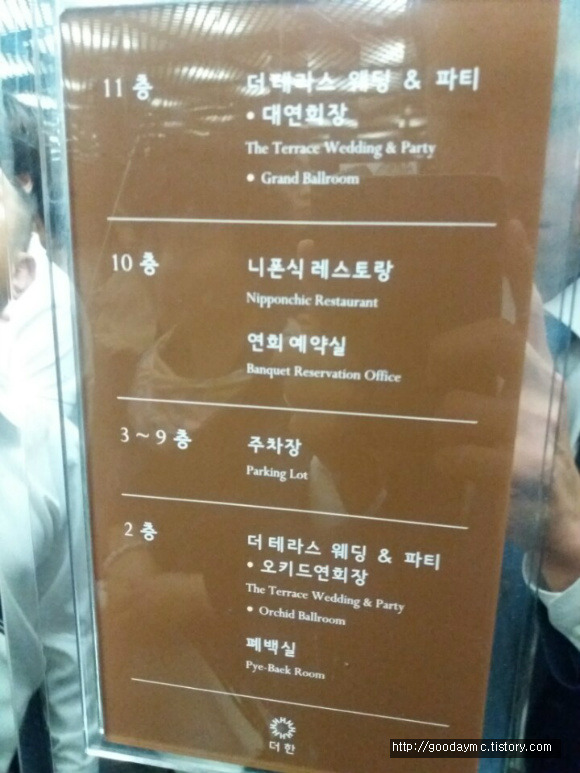 11 층
더 테라스 웨딩 & 파티
• 대연회장
The Terrace Wedding & Party
• Grand Ballroom
10 층
니폰식 레스토랑
Nipponchic Restaurant
연회 예약실
Banquet Reservation Office
3 ~ 9 층
주차장
Parking Lot
2 층
더 테라스 웨딩 & 파티
• 오키드연회장
The Terrace Wedding & Party
• Orchid Ballroom
폐백실
Pye-Baek Room
더 한
http://goodaymc.tistory.com